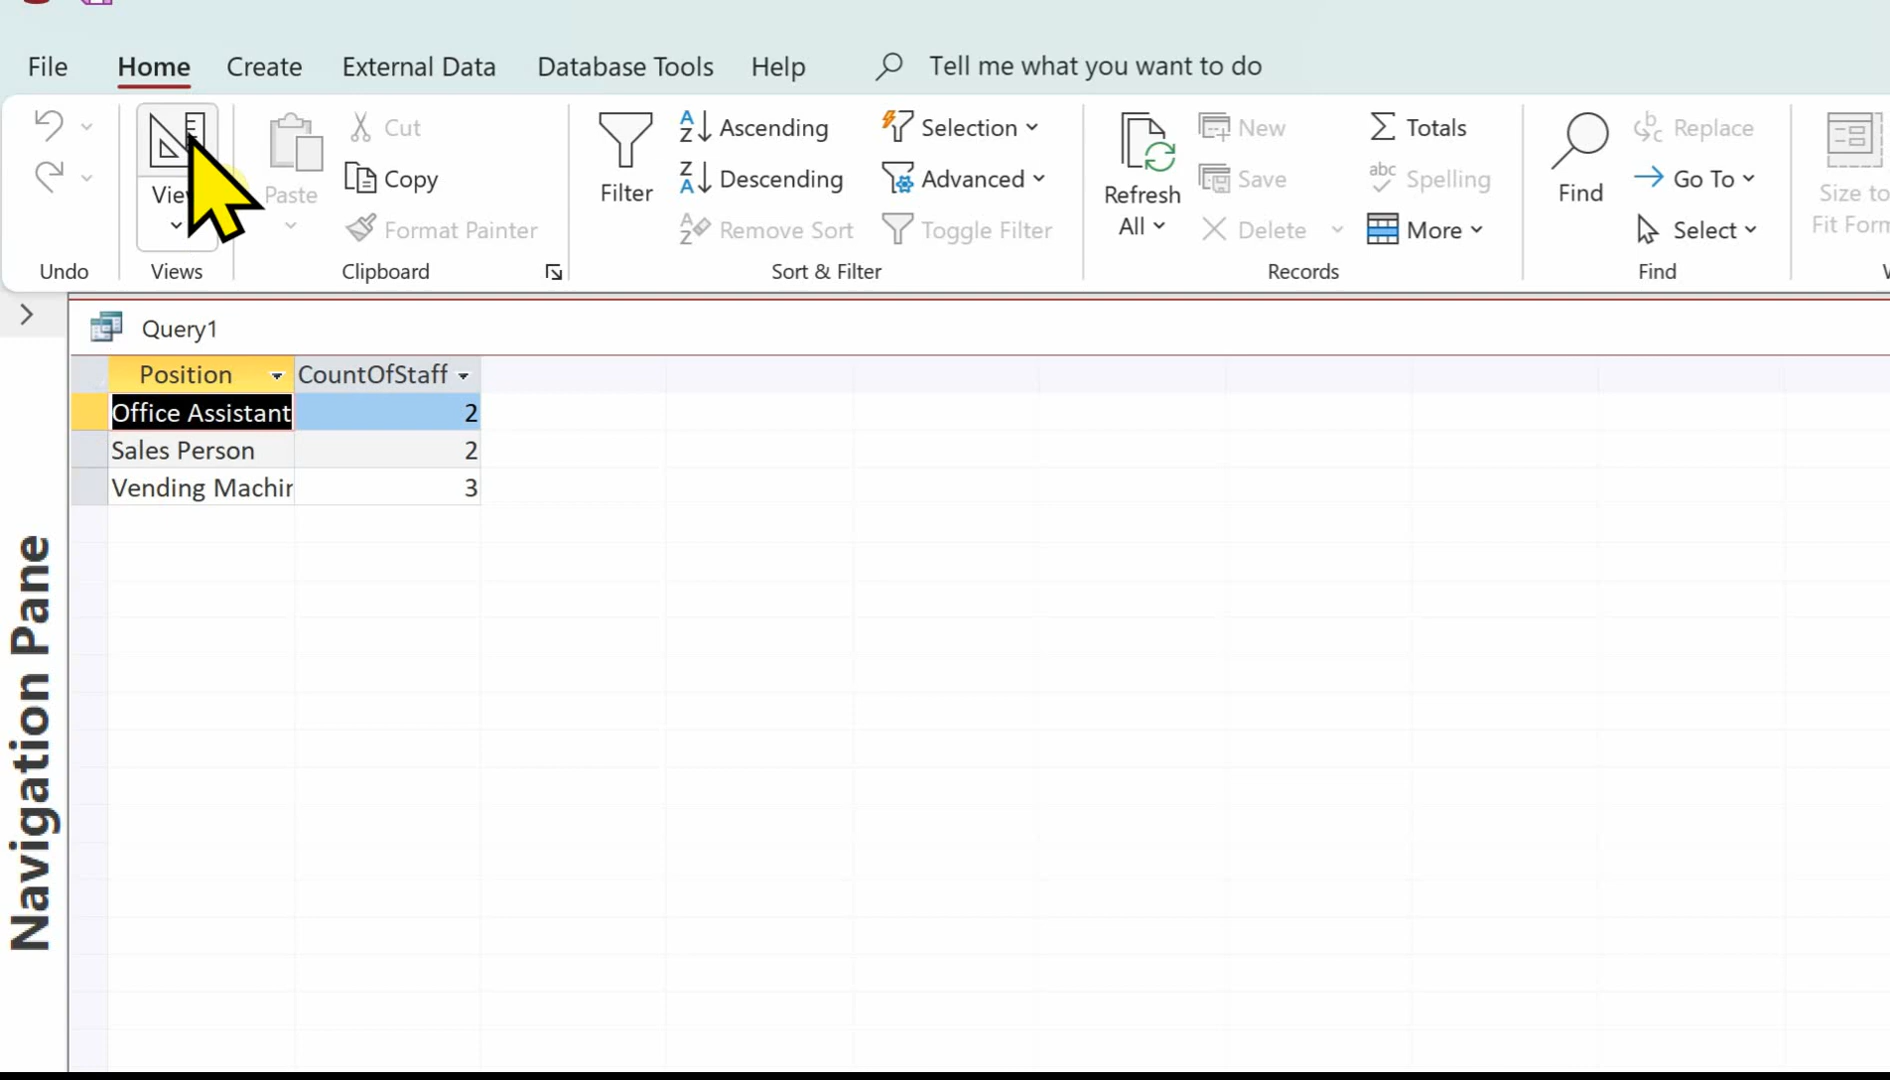 File Home Create External Data Database Tools Help Tell me what you want to do
Paste
Cut
Copy
Format Painter
Filter
Ascending
Descending
Remove Sort
Selection
Advanced
Toggle Filter
Refresh
All
New
Save
Delete
Totals
Spelling
More
Find
Replace
Go To
Select
Size to
Undo Views Clipboard Sort & Filter Records Find
Query1
Position CountOfStaff
Office Assistant 2
Sales Person 2
Vending Machin 3
Navigation Pane